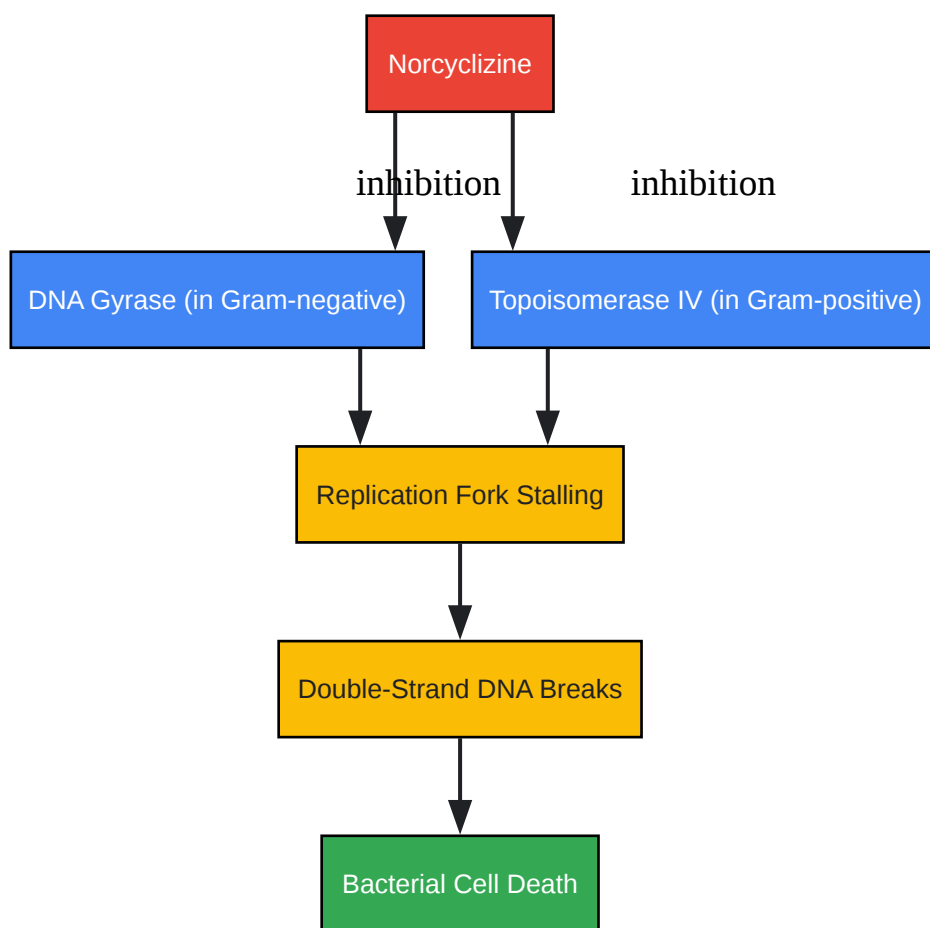 Norcyclizine
inhibition
inhibition
DNA Gyrase (in Gram-negative)
Topoisomerase IV (in Gram-positive)
Replication Fork Stalling
Double-Strand DNA Breaks
Bacterial Cell Death